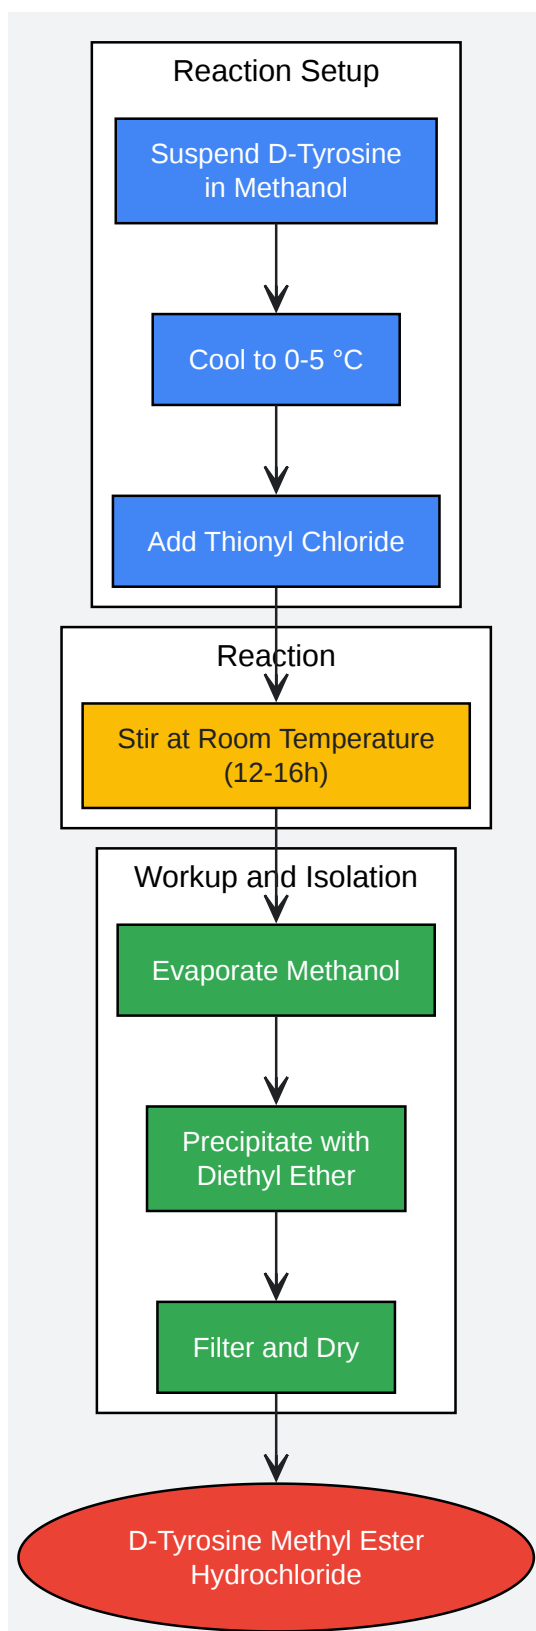 Reaction Setup
Suspend D-Tyrosine
in Methanol
Cool to 0-5 °C
Add Thionyl Chloride
Reaction
Stir at Room Temperature
(12-16h)
Workup and Isolation
Evaporate Methanol
Precipitate with
Diethyl Ether
Filter and Dry
D-Tyrosine Methyl Ester
Hydrochloride